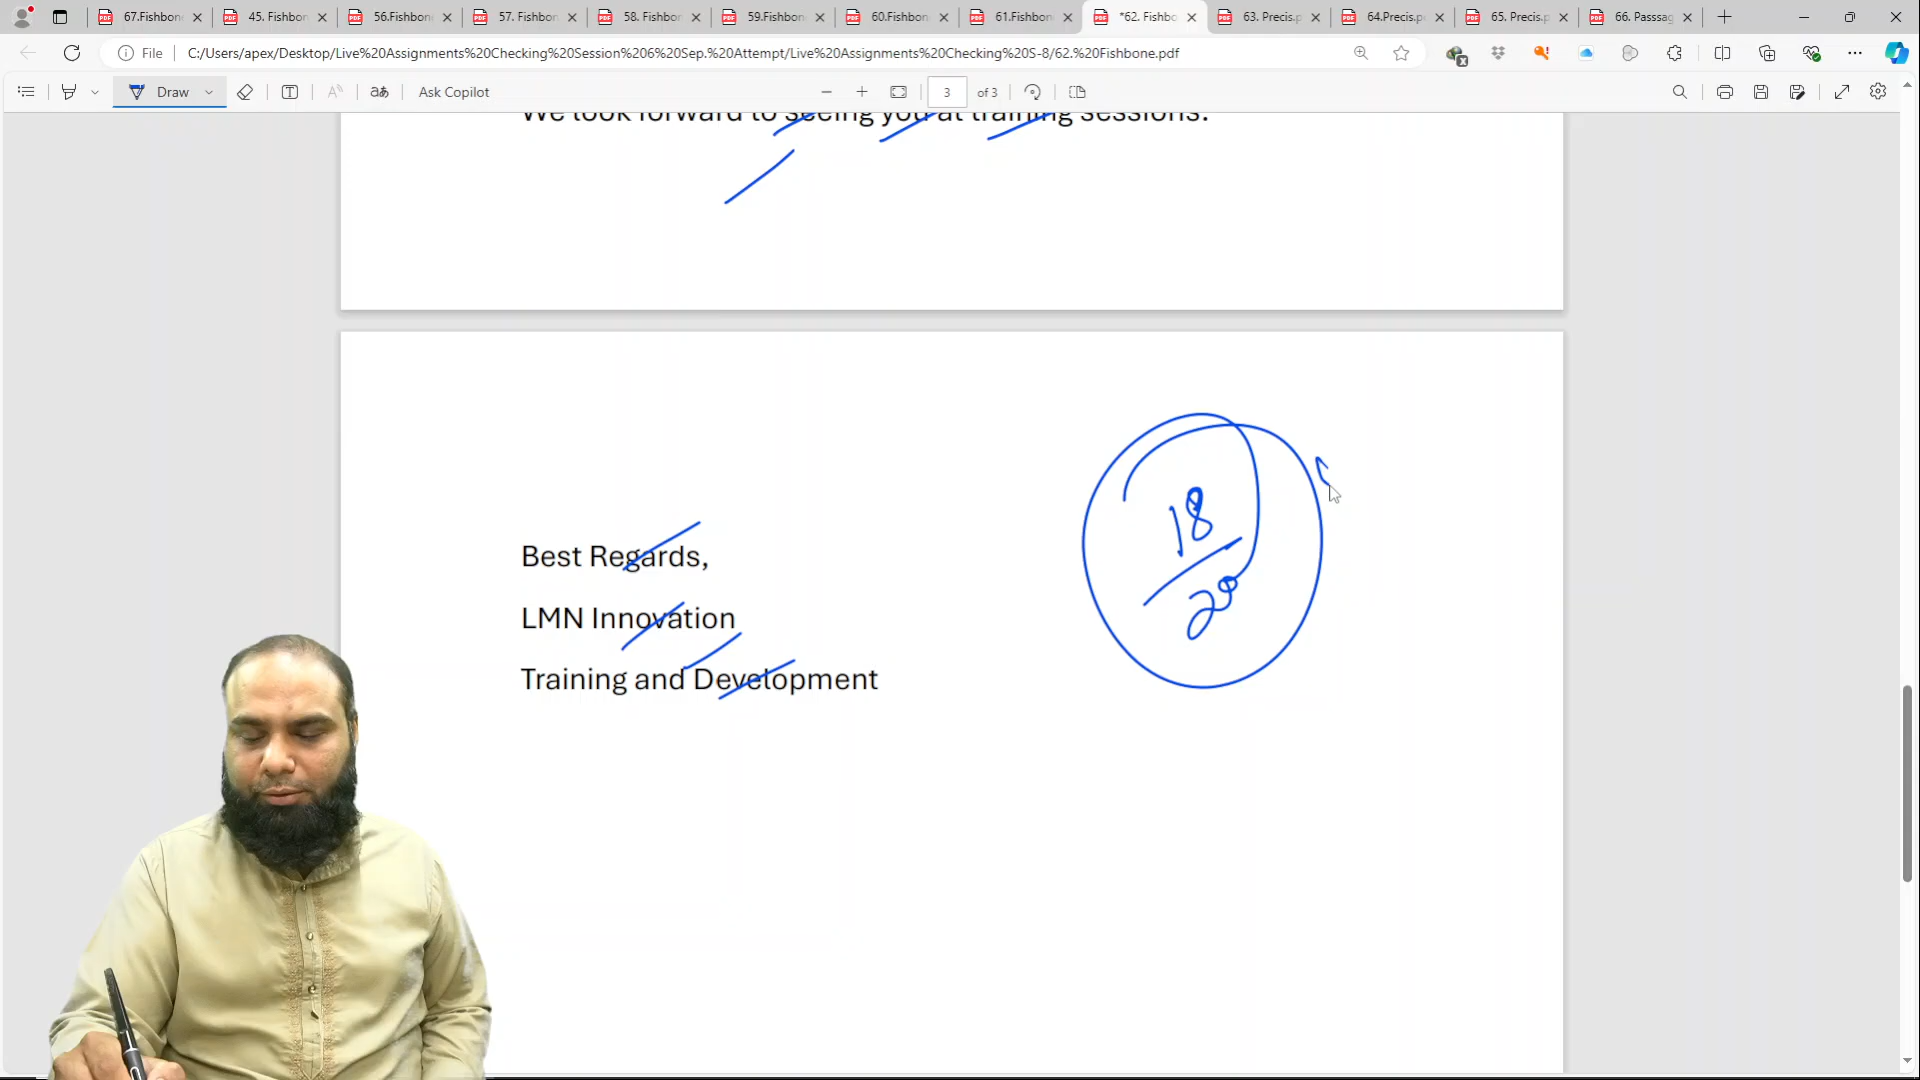 67.Fishbon
45. Fishbon
56.Fishbon
57. Fishbon
58. Fishbon
59.Fishbon
60.Fishbon
61.Fishbon
*62. Fishbo
63. Precis.p
64.Precis.p
65. Precis.p
66. Passsag
File
C:/Users/apex/Desktop/Live%20Assignments%20Checking%20Session%206%20Sep.%20Attempt/Live%20Assignments%20Checking%20S-8/62.%20Fishbone.pdf
Draw
Ask Copilot
3
of 3
We look forward to seeing you at training sessions.
18
20
Best Regards,
LMN Innovation
Training and Development